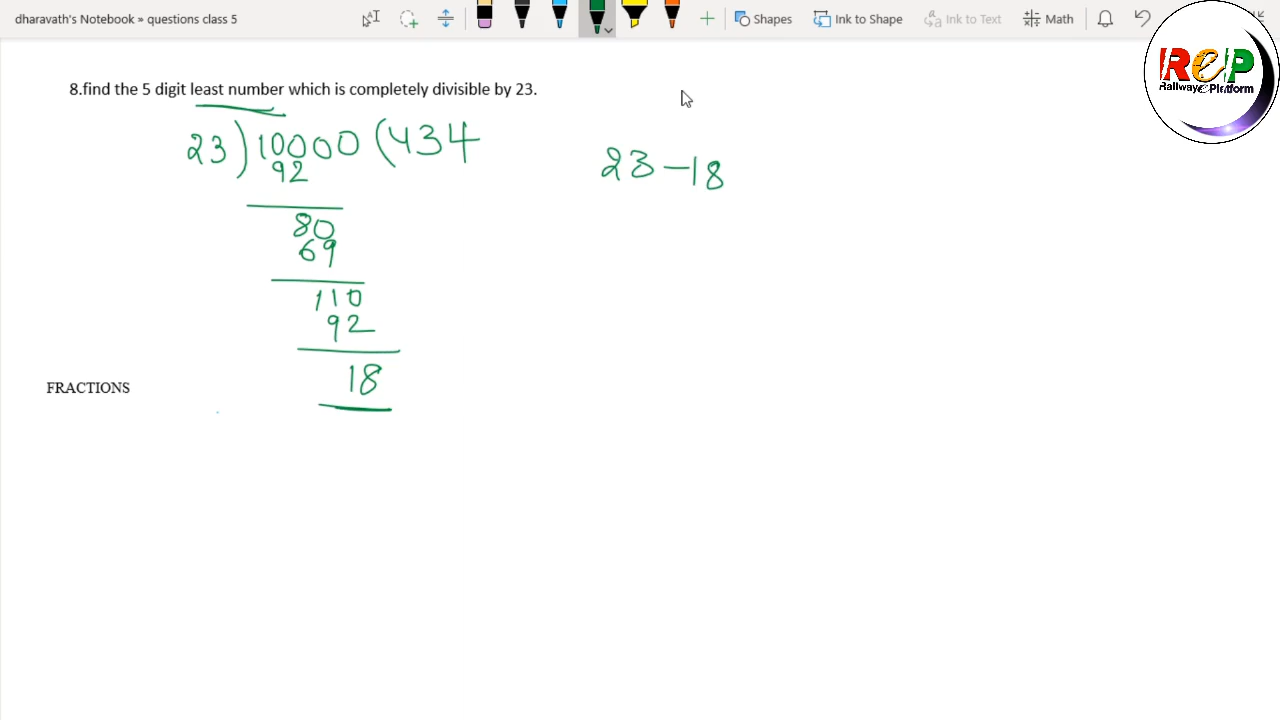 dharavath's Notebook » questions class 5
Shapes
Ink to Shape
Ink to Text
Math
REP
Railways Platform
8.find the 5 digit least number which is completely divisible by 23.
23)10000(434
92
80
69
110
92
18
23-18
FRACTIONS